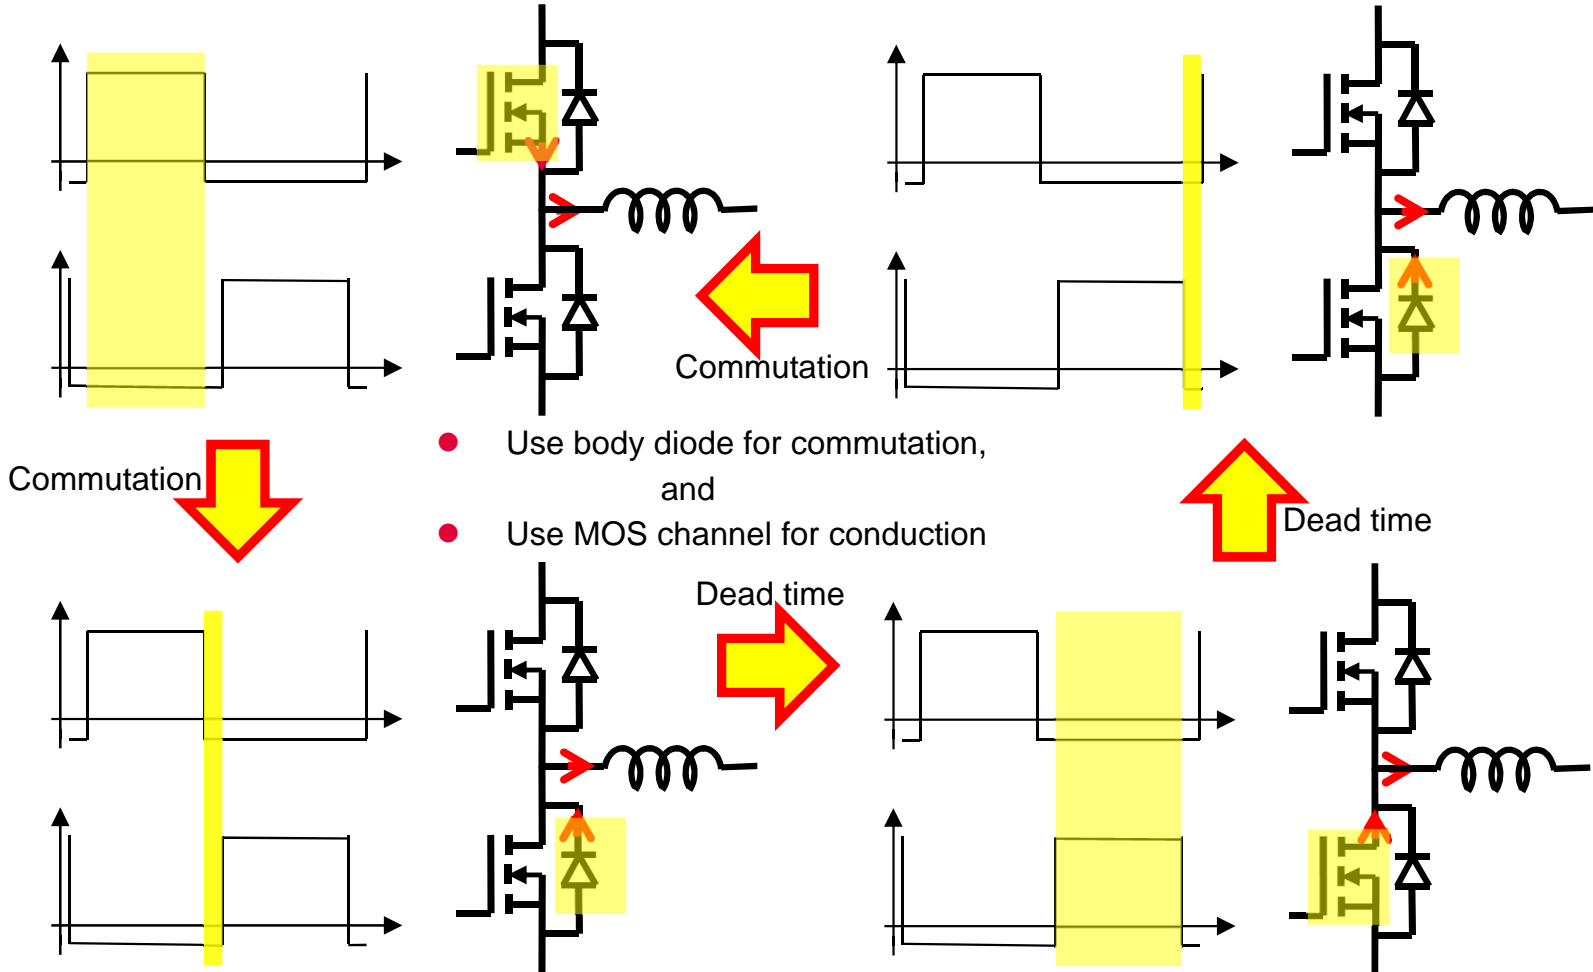 Commutation
Commutation
● Use body diode for commutation,
and
● Use MOS channel for conduction
Dead time
Dead time